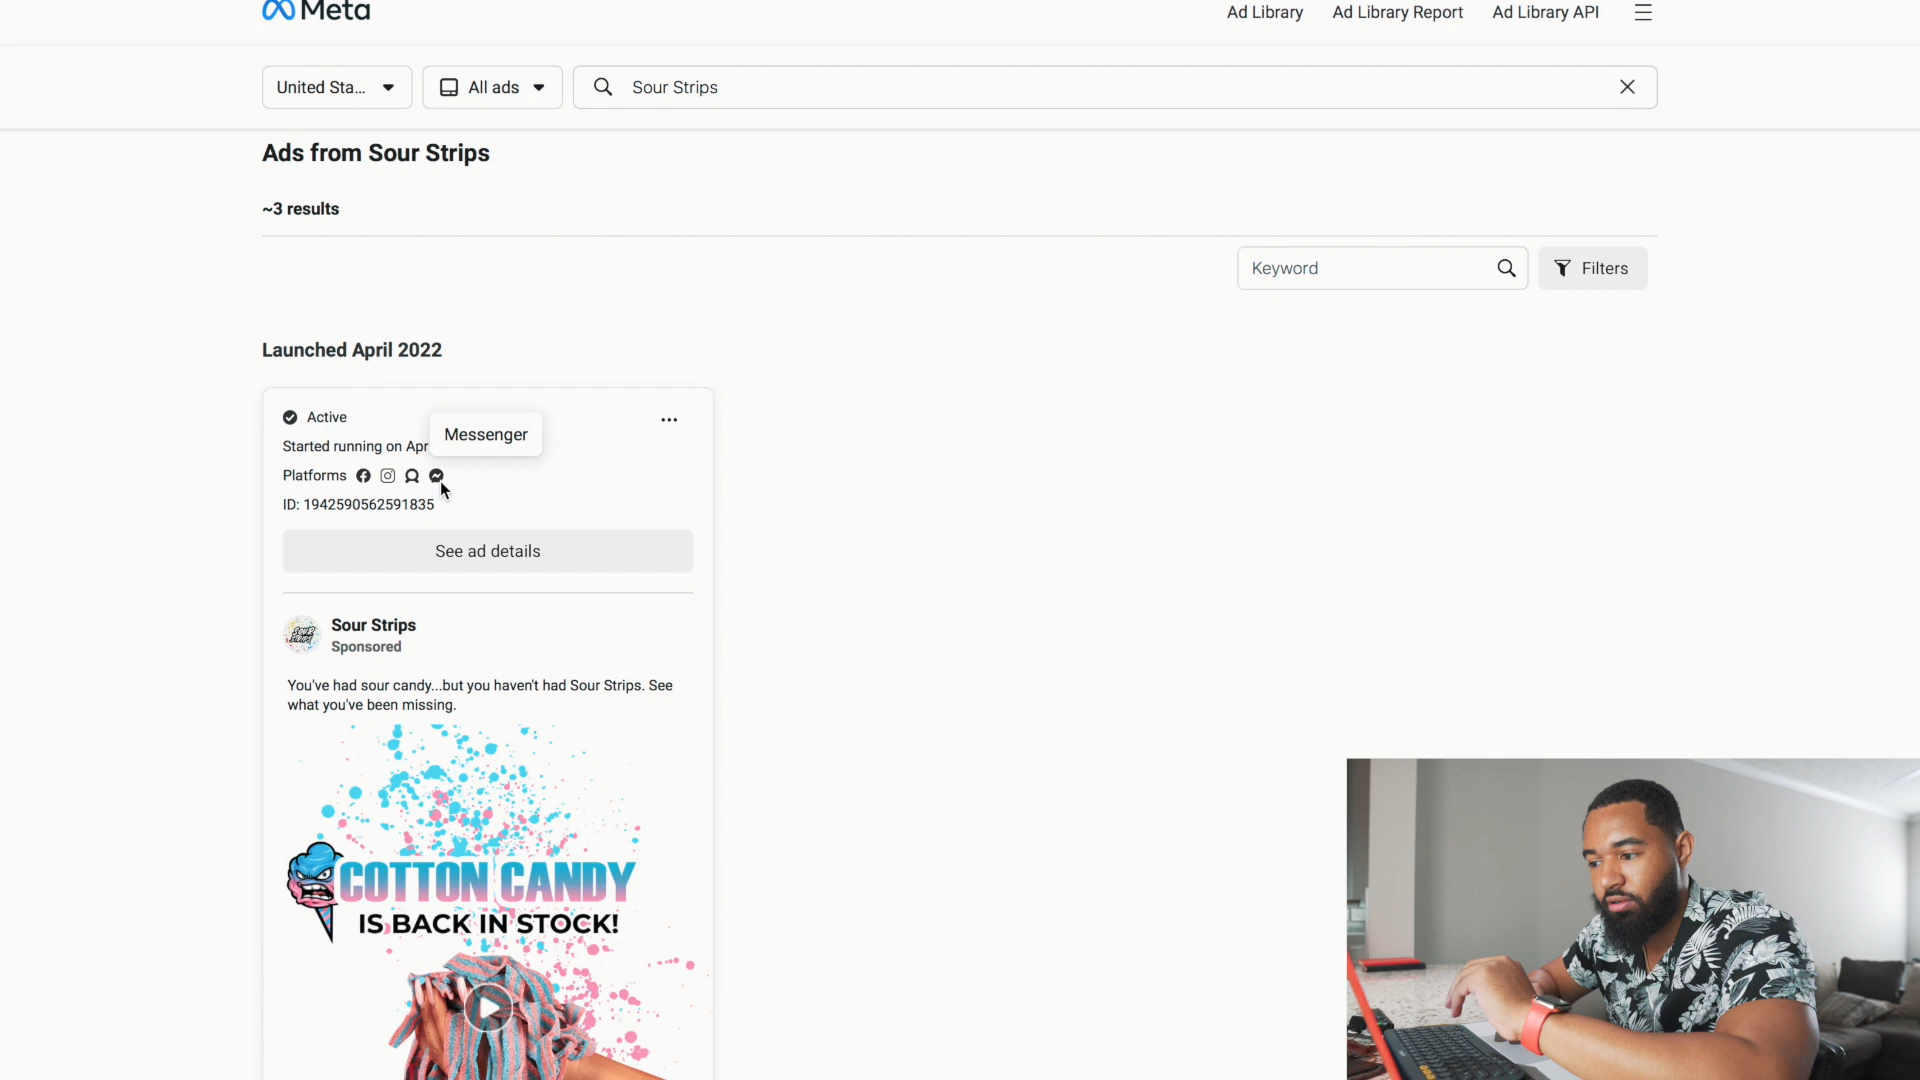 Meta
Ad Library
Ad Library Report
Ad Library API
United Sta...
All ads
Sour Strips
Ads from Sour Strips
~3 results
Keyword
Filters
Launched April 2022
Active
Messenger
Started running on Apr
Platforms
ID: 1942590562591835
See ad details
Sour Strips
Sponsored
You've had sour candy...but you haven't had Sour Strips. See
what you've been missing.
COTTON CANDY
IS BACK IN STOCK!